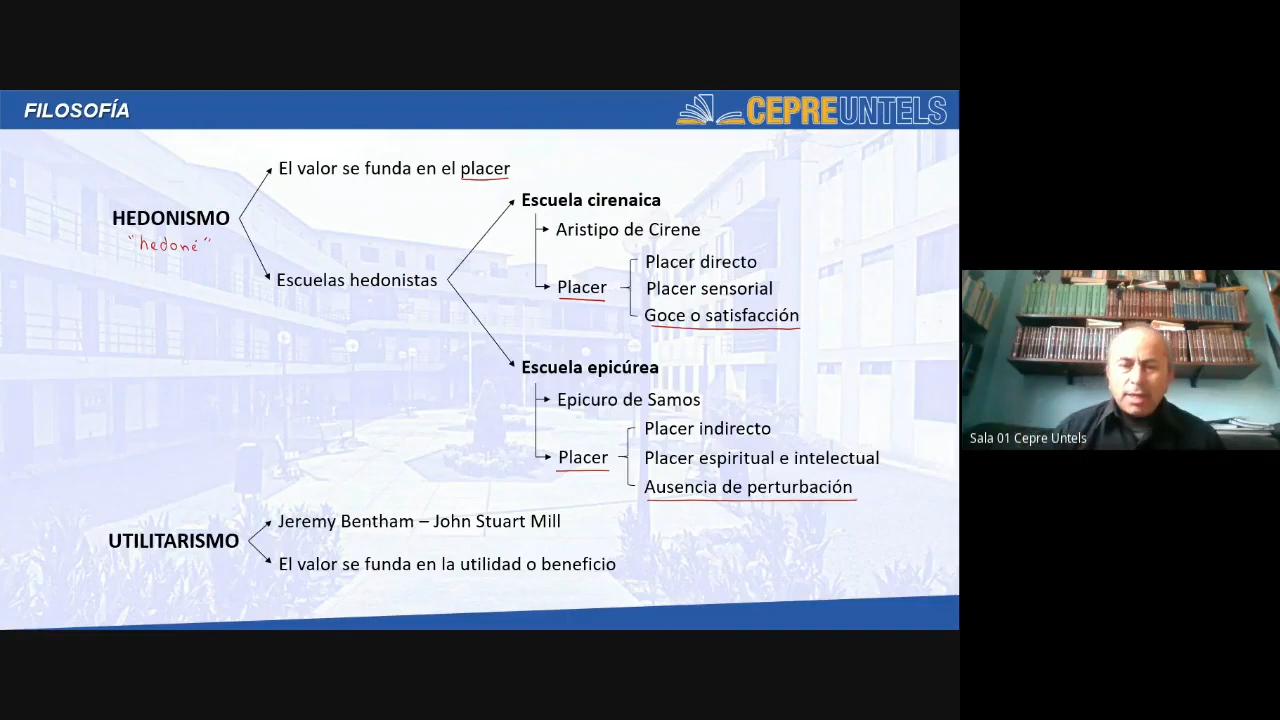 FILOSOFÍA
CEPREUNTELS
El valor se funda en el placer
HEDONISMO
"hedoné"
Escuelas hedonistas
Escuela cirenaica
Aristipo de Cirene
Placer
Placer directo
Placer sensorial
Goce o satisfacción
Escuela epicúrea
Epicuro de Samos
Placer
Placer indirecto
Placer espiritual e intelectual
Ausencia de perturbación
UTILITARISMO
Jeremy Bentham – John Stuart Mill
El valor se funda en la utilidad o beneficio
Sala 01 Cepre Untels